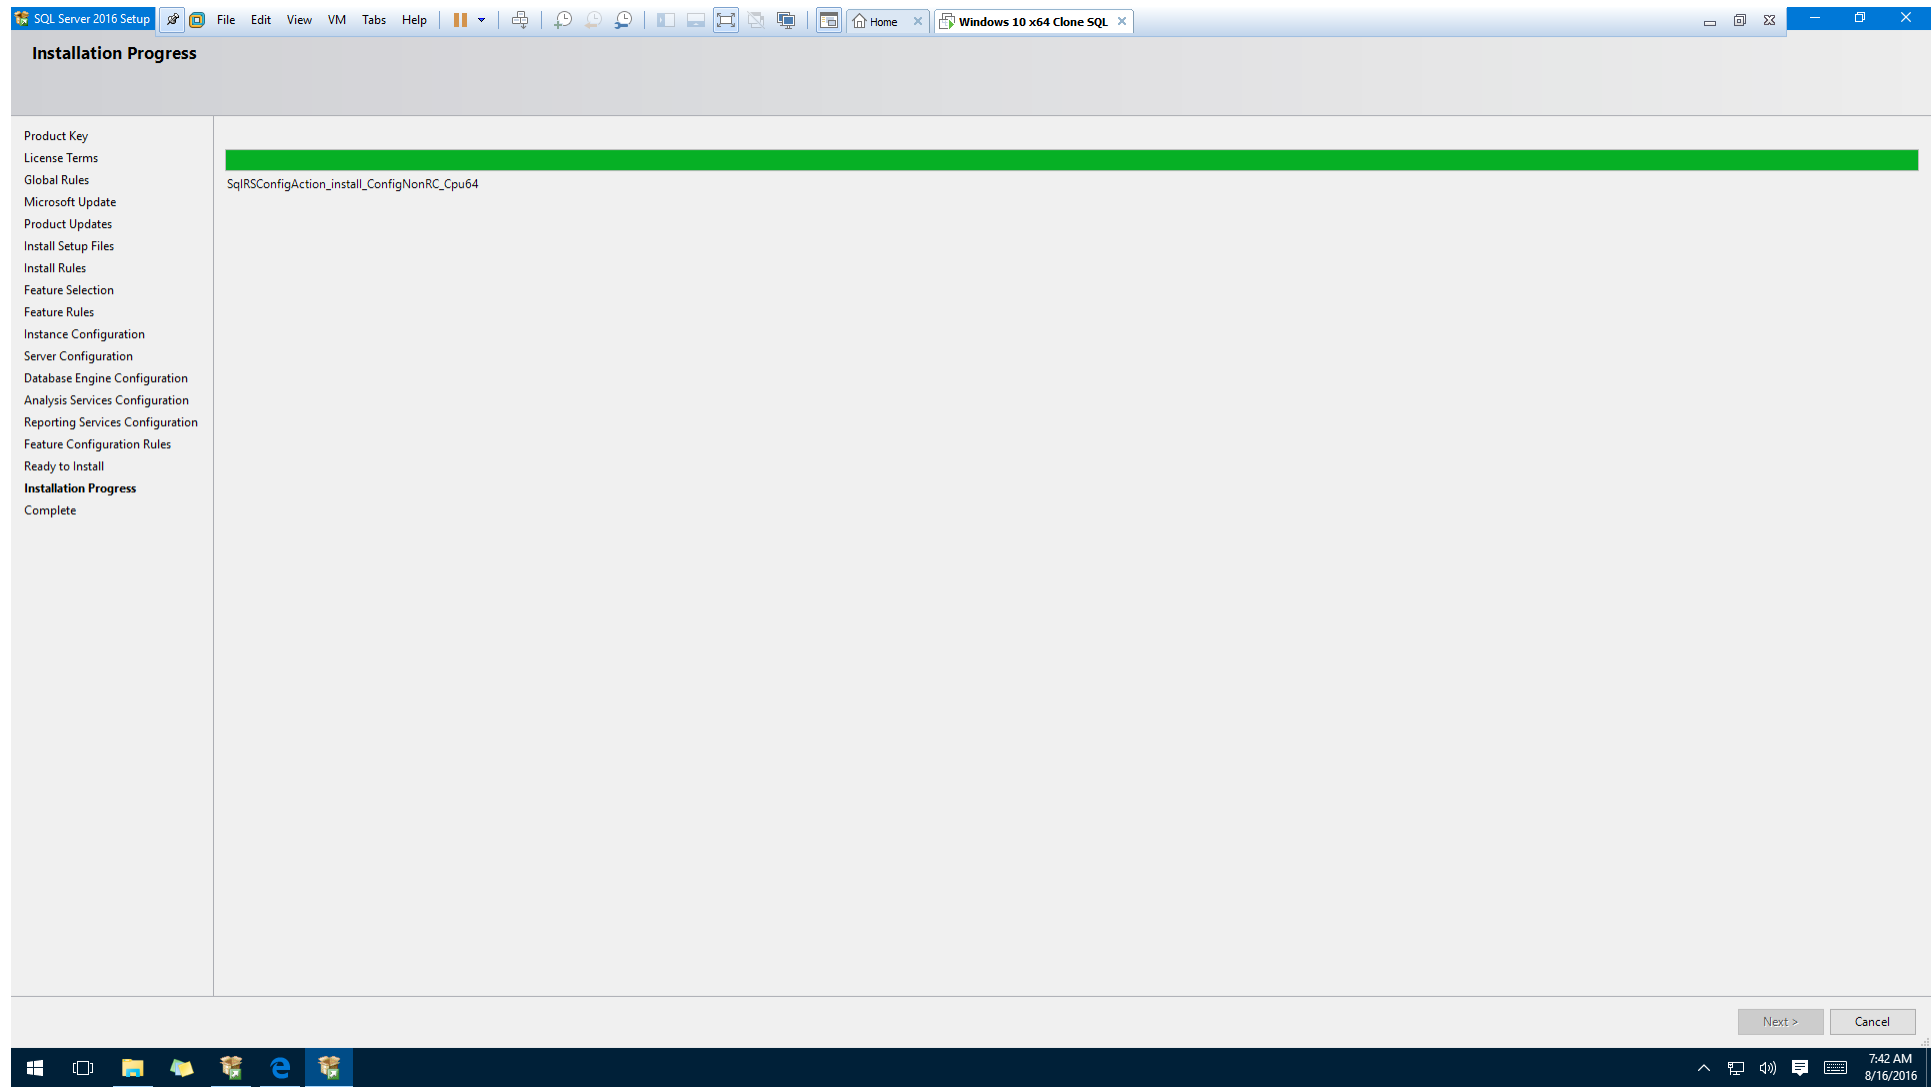 SQL Server 2016 Setup
File Edit View VM Tabs Help Home Windows 10 x64 Clone SQL
Installation Progress
Product Key
License Terms
Global Rules
Microsoft Update
Product Updates
Install Setup Files
Install Rules
Feature Selection
Feature Rules
Instance Configuration
Server Configuration
Database Engine Configuration
Analysis Services Configuration
Reporting Services Configuration
Feature Configuration Rules
Ready to Install
Installation Progress
Complete
SqlRSConfigAction_install_ConfigNonRC_Cpu64
Next > Cancel
7:42 AM
8/16/2016